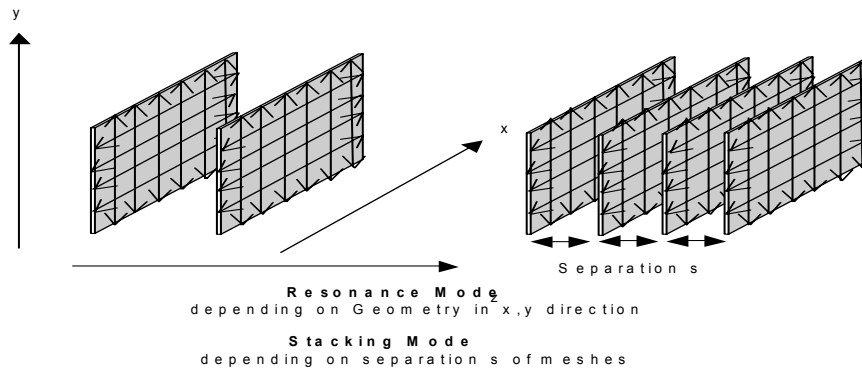 y
x
Separation s
z
Resonance Mode
depending on Geometry in x,y direction
Stacking Mode
depending on separation s of meshes